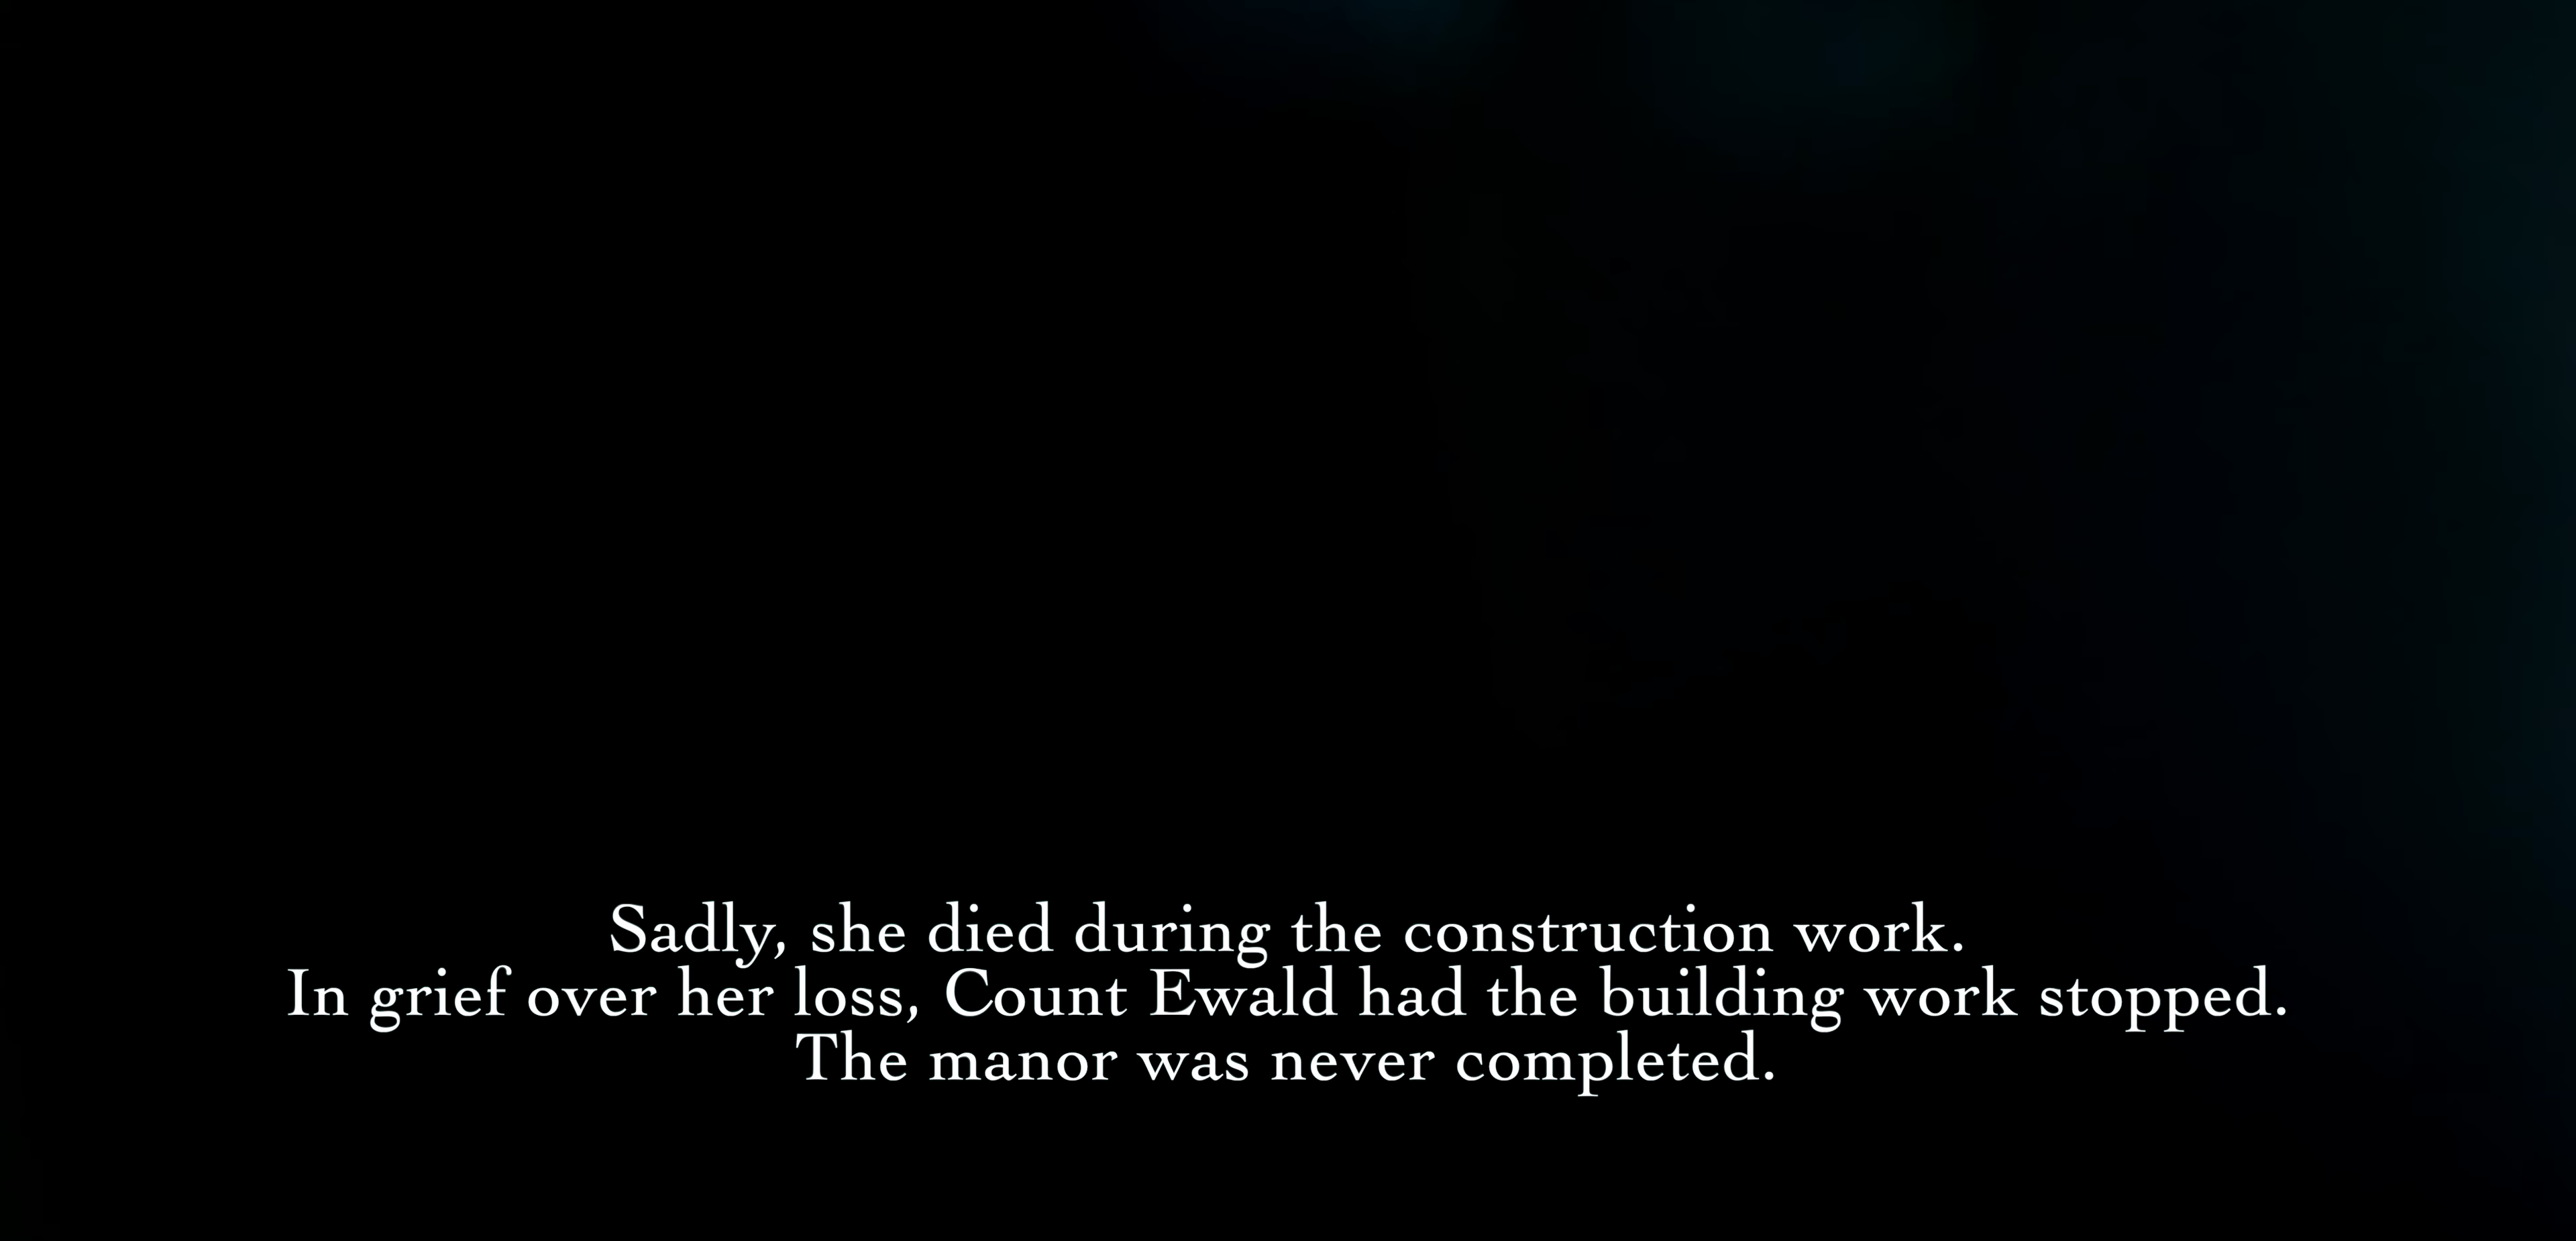 Sadly, she died during the construction work.
In grief over her loss, Count Ewald had the building work stopped.
The manor was never completed.